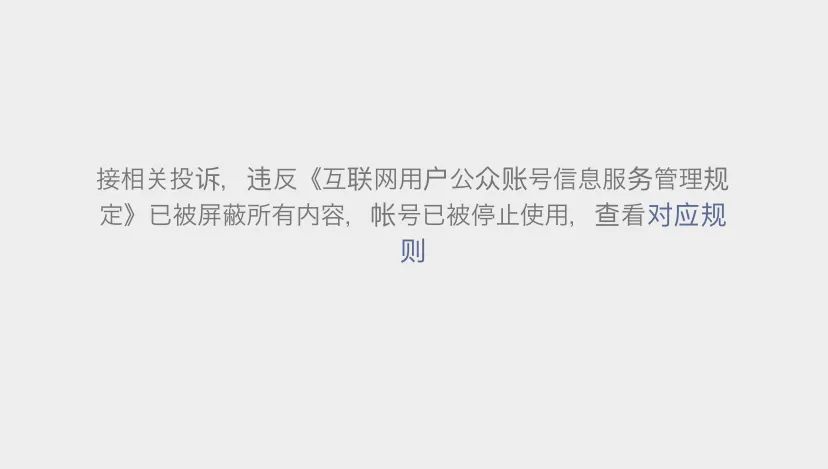 接相关投诉，违反《互联网用户公众账号信息服务管理规
定》已被屏蔽所有内容，帐号已被停止使用，查看对应规
则